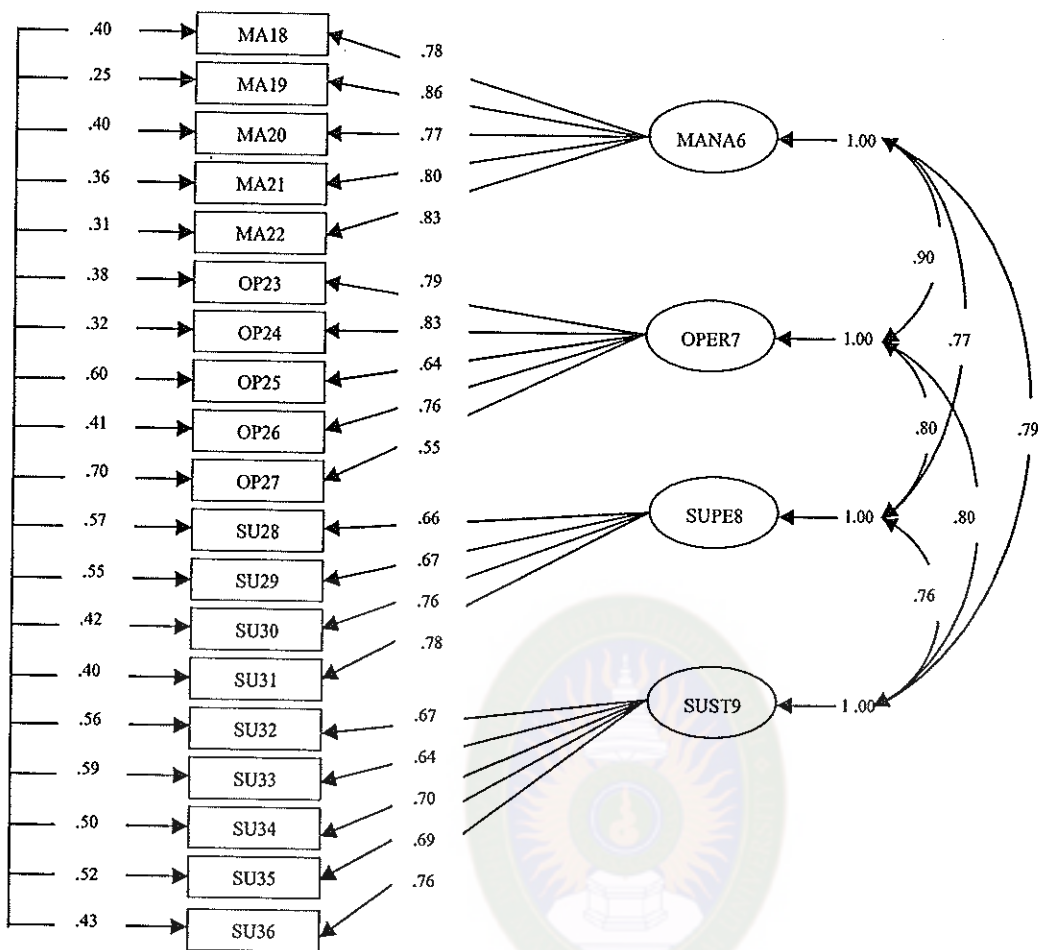 .40 MA18 .78
.25 MA19 .86
.40 MA20 .77 MANA6 1.00
.36 MA21 .80
.31 MA22 .83
.90
.38 OP23 .79
.32 OP24 .83 OPER7 1.00 .77
.60 OP25 .64
.41 OP26 .76 .80 .79
.70 OP27 .55
.57 SU28 .66 SUPE8 1.00 .80
.55 SU29 .67
.42 SU30 .76 .76
.40 SU31 .78
.56 SU32 .67 SUST9 1.00
.59 SU33 .64
.50 SU34 .70
.52 SU35 .69
.43 SU36 .76